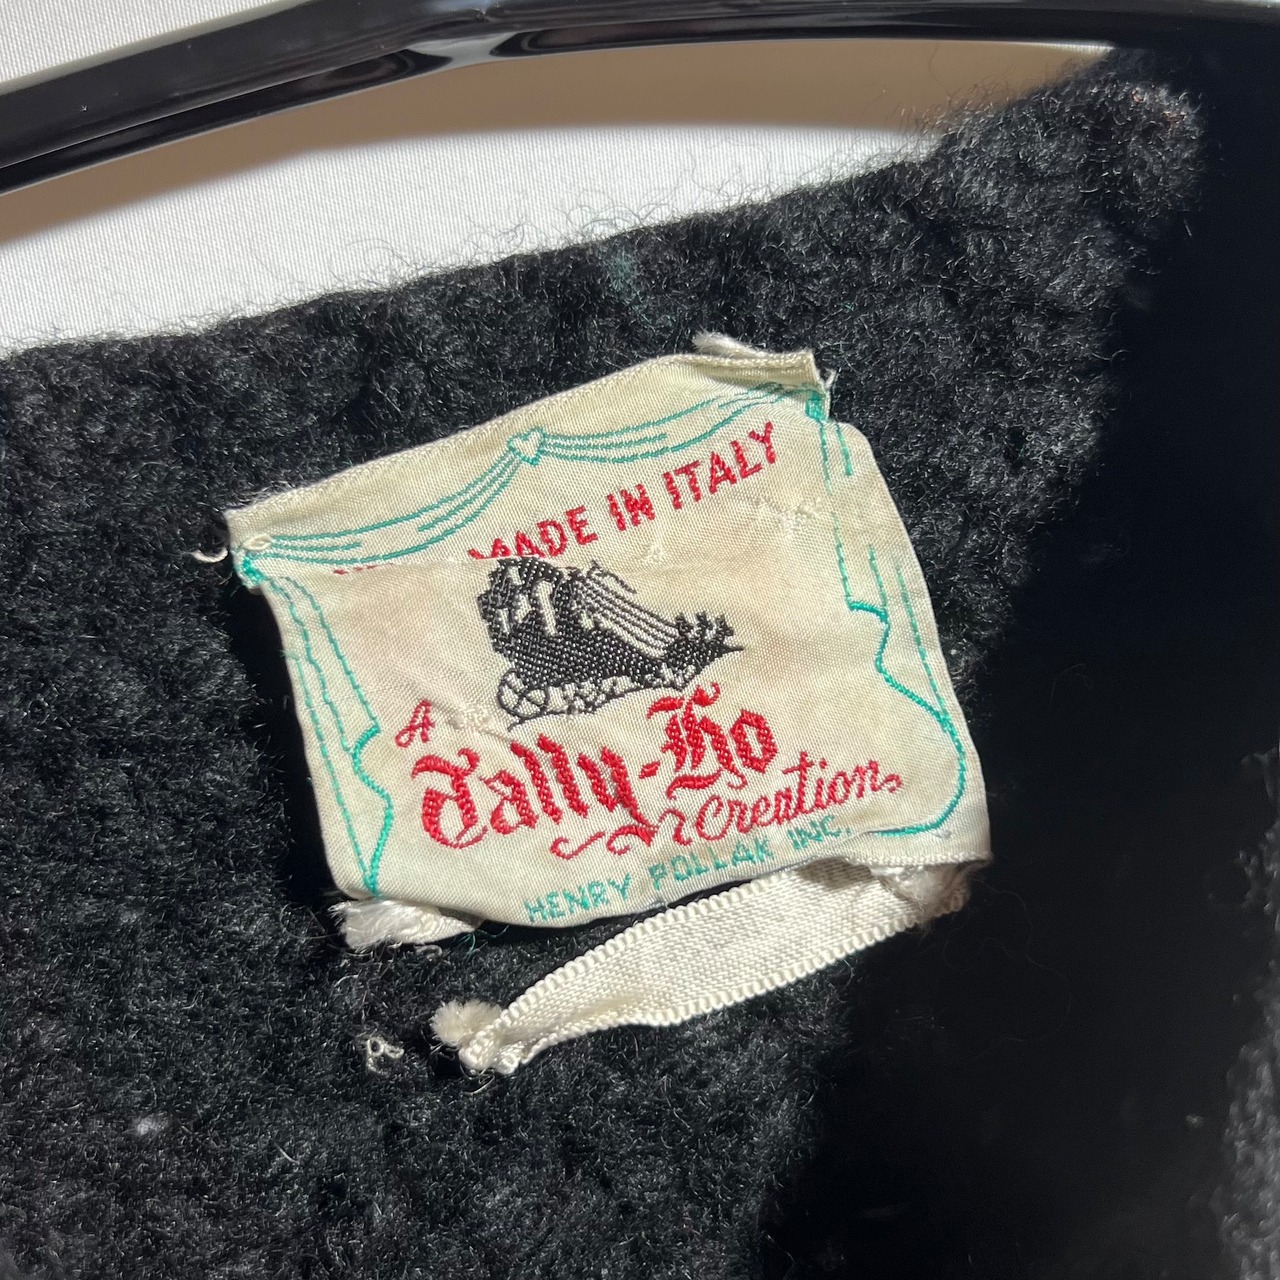 MADE IN ITALY
A
Tally-Ho
Creation
HENRY POLLAK INC.